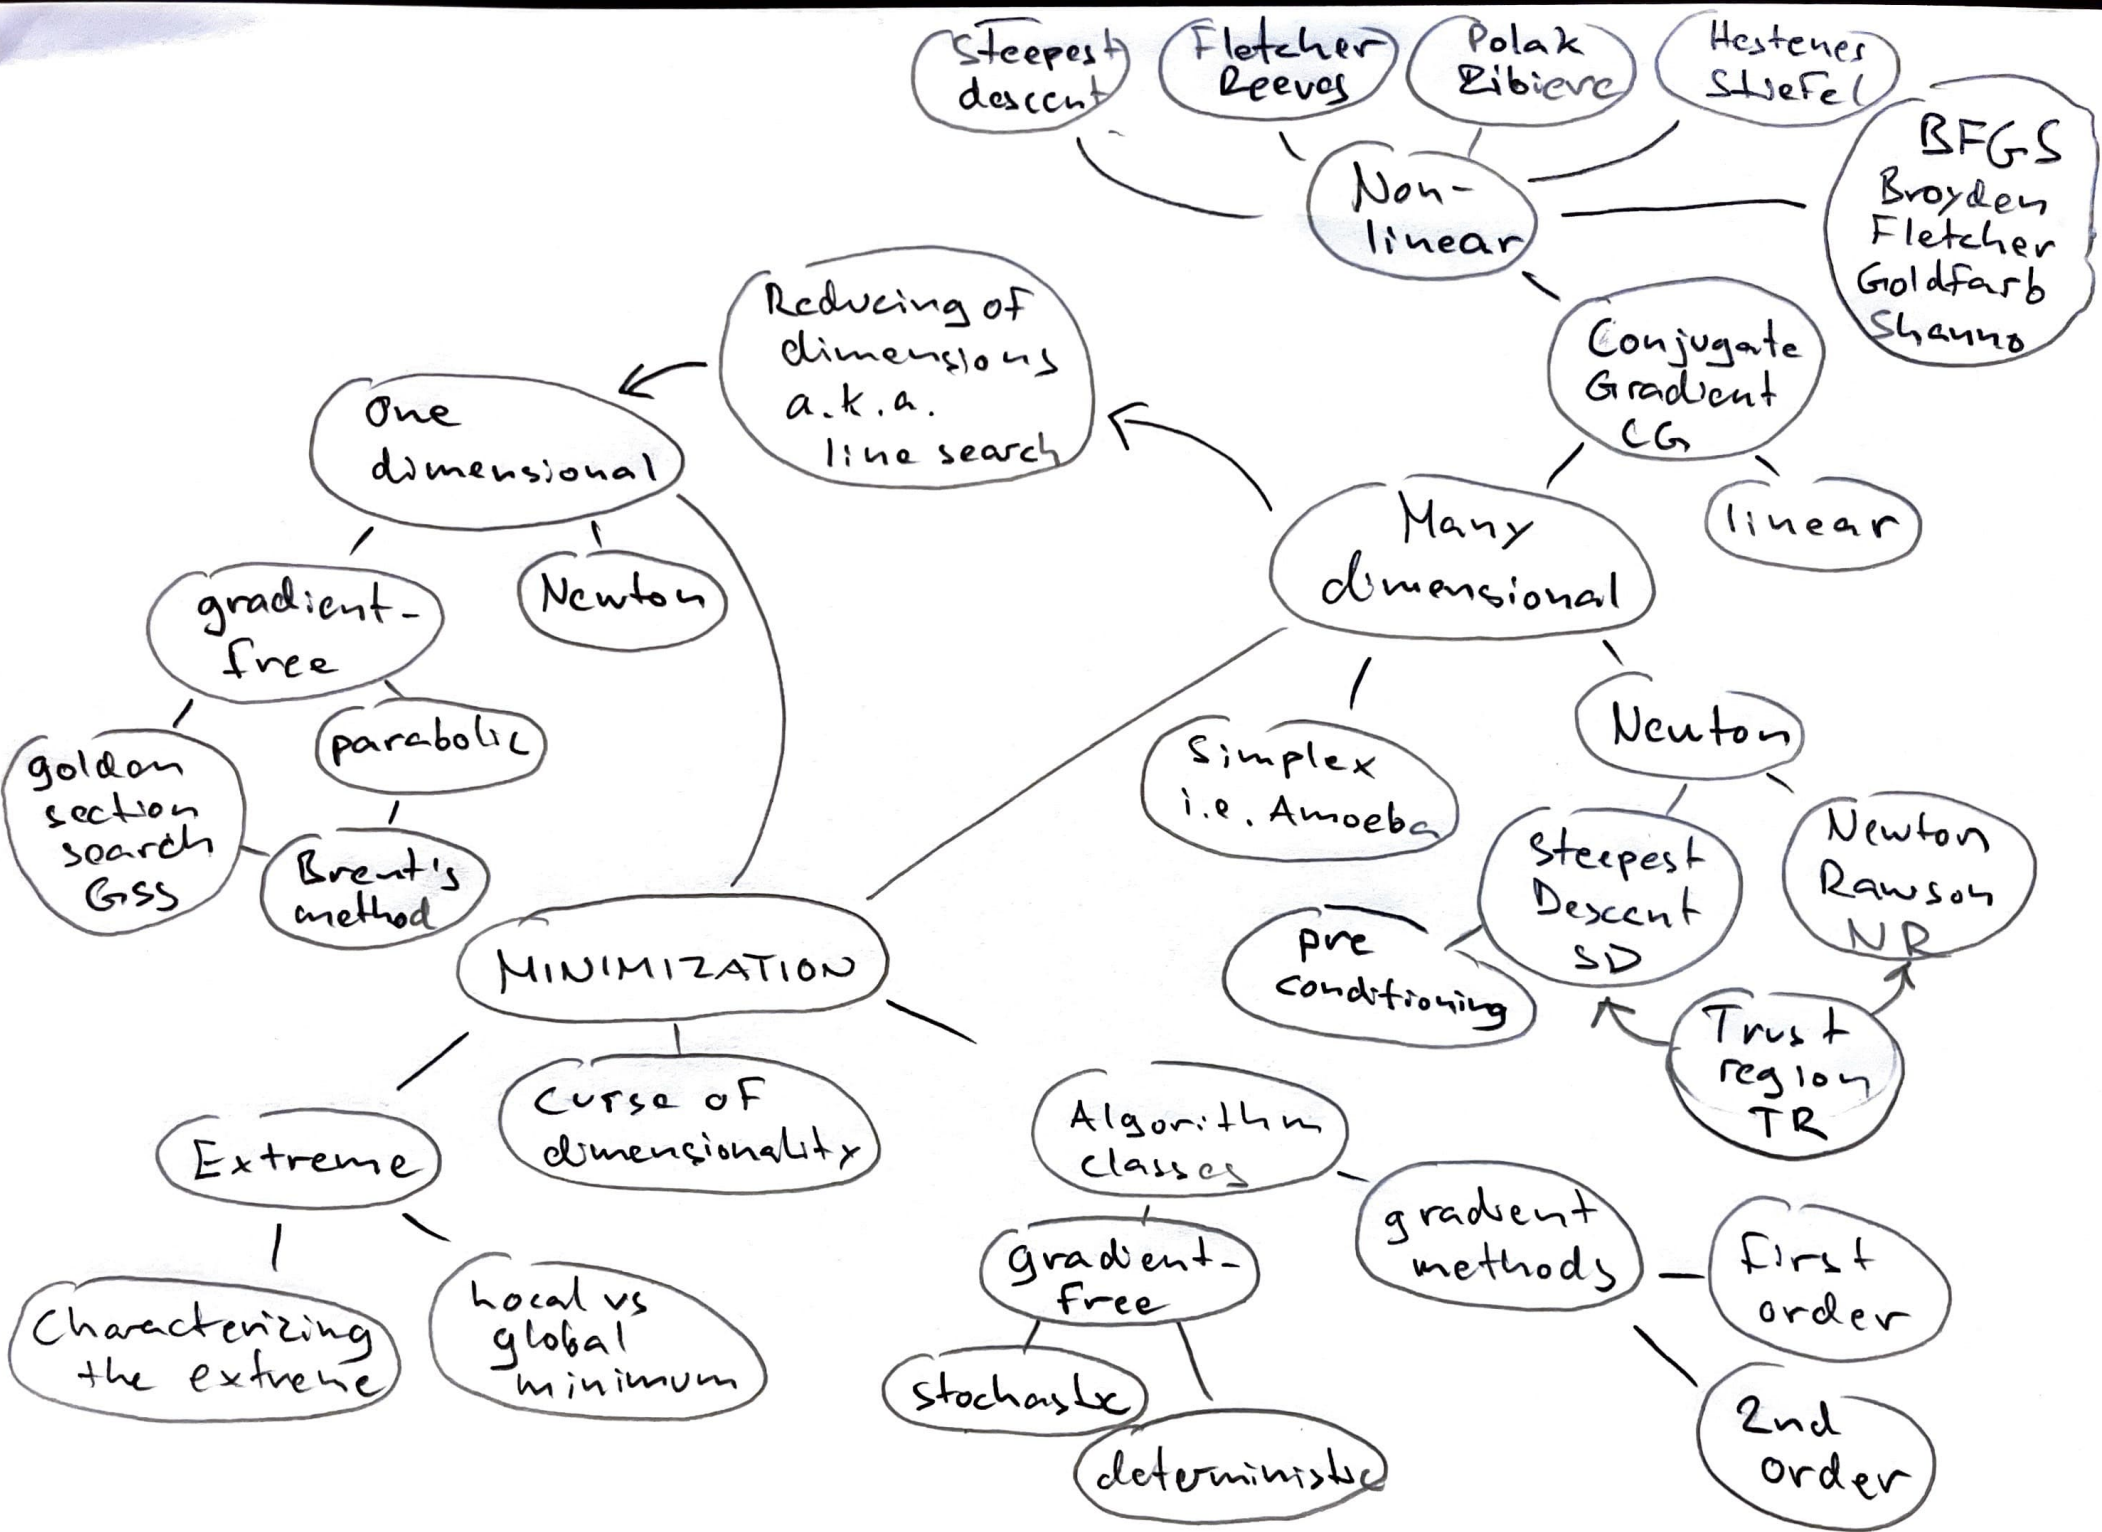 Steepest
descent
Fletcher
Reeves
Polak
Ribiere
Hestenes
Stiefel
BFGS
Broyden
Fletcher
Goldfarb
Shanno
Non-
linear
Reducing of
dimensions
a.k.a.
line search
Conjugate
Gradient
CG
One
dimensional
Many
dimensional
linear
gradient-
free
Newton
parabolic
golden
section
search
GSS
Brent's
method
Simplex
i.e. Amoeba
Newton
Steepest
Descent
SD
Newton
Rawson
NR
pre
conditioning
Trust
region
TR
MINIMIZATION
Extreme
Curse of
dimensionality
Algorithm
classes
gradient
methods
first
order
2nd
order
gradient-
free
stochastic
deterministic
Characterizing
the extreme
Local vs
global
minimum